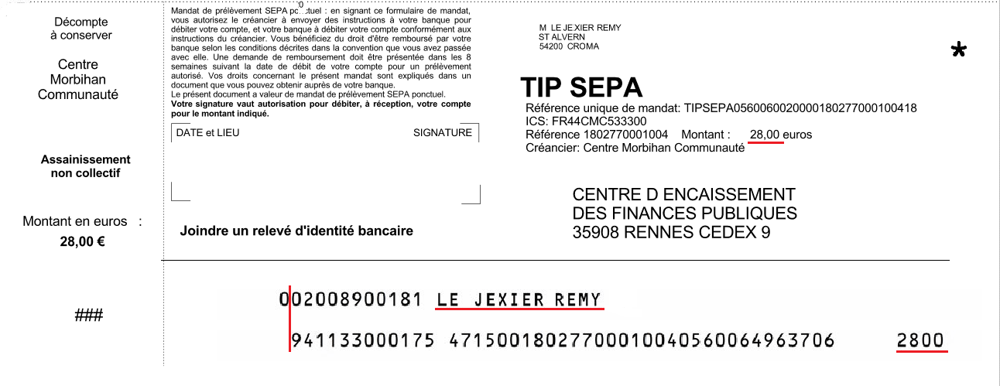 Décompte
à conserver
Centre
Morbihan
Communauté
Assainissement
non collectif
Montant en euros :
28,00 €
###
Mandat de prélèvement SEPA ponctuel : en signant ce formulaire de mandat,
vous autorisez le créancier à envoyer des instructions à votre banque pour
débiter votre compte, et votre banque à débiter votre compte conformément aux
instructions du créancier. Vous bénéficiez du droit d'être remboursé par votre
banque selon les conditions décrites dans la convention que vous avez passée
avec elle. Une demande de remboursement doit être présentée dans les 8
semaines suivant la date de débit de votre compte pour un prélèvement
autorisé. Vos droits concernant le présent mandat sont expliqués dans un
document que vous pouvez obtenir auprès de votre banque.
Le présent document a valeur de mandat de prélèvement SEPA ponctuel.
Votre signature vaut autorisation pour débiter, à réception, votre compte
pour le montant indiqué.
DATE et LIEU SIGNATURE
Joindre un relevé d'identité bancaire
M LE JEXIER REMY
ST ALVERN
54200 CROMA
*
TIP SEPA
Référence unique de mandat: TIPSEPA0560060020000180277000100418
ICS: FR44CMC533300
Référence 1802770001004 Montant : 28,00 euros
Créancier: Centre Morbihan Communauté
CENTRE D ENCAISSEMENT
DES FINANCES PUBLIQUES
35908 RENNES CEDEX 9
002008900181 LE JEXIER REMY
941133000175 471500180277000100405600649637​06 2800